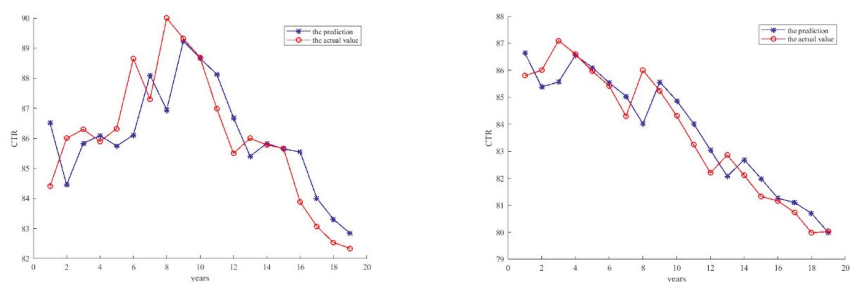 90
89
88
87
86
85
84
83
82
CTR
0 2 4 6 8 10 12 14 16 18 20
years
the prediction
the actual value
88
87
86
85
84
83
82
81
80
79
CTR
0 2 4 6 8 10 12 14 16 18 20
years
the prediction
the actual value